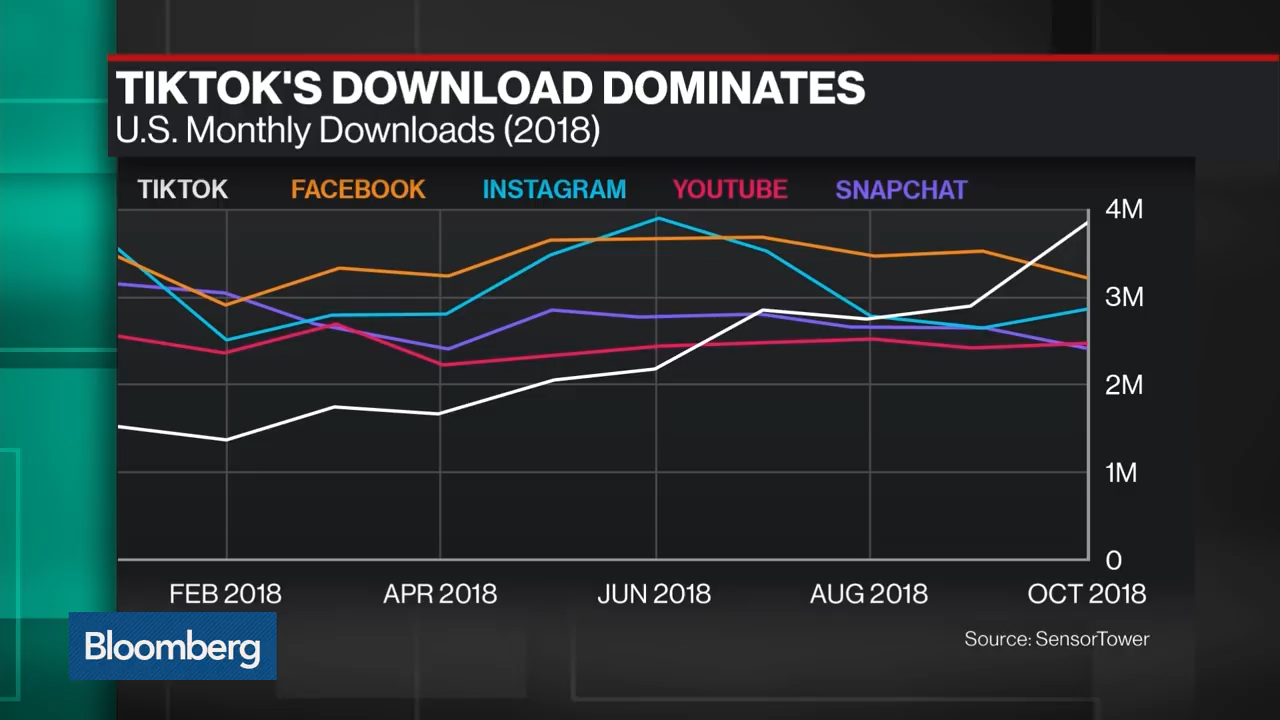 TIKTOK'S DOWNLOAD DOMINATES
U.S. Monthly Downloads (2018)
TIKTOK FACEBOOK INSTAGRAM YOUTUBE SNAPCHAT
4M
3M
2M
1M
0
FEB 2018 APR 2018 JUN 2018 AUG 2018 OCT 2018
Source: SensorTower
Bloomberg